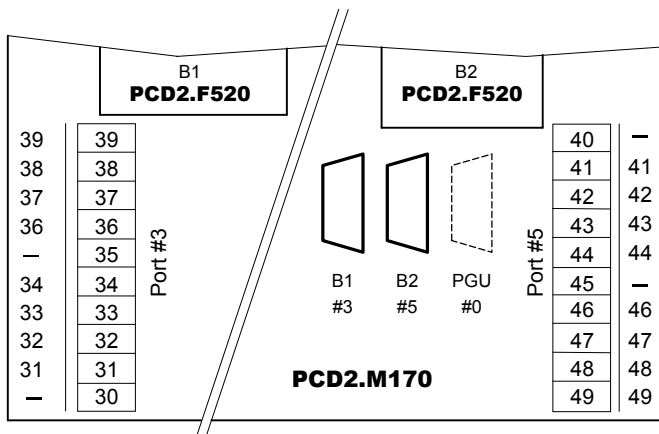 B1
PCD2.F520
B2
PCD2.F520
39 39
38 38
37 37
36 36
– 35
34 34
33 33
32 32
31 31
– 30
Port #3
B1 B2 PGU
#3 #5 #0
PCD2.M170
Port #5
40 –
41 41
42 42
43 43
44 44
45 –
46 46
47 47
48 48
49 49